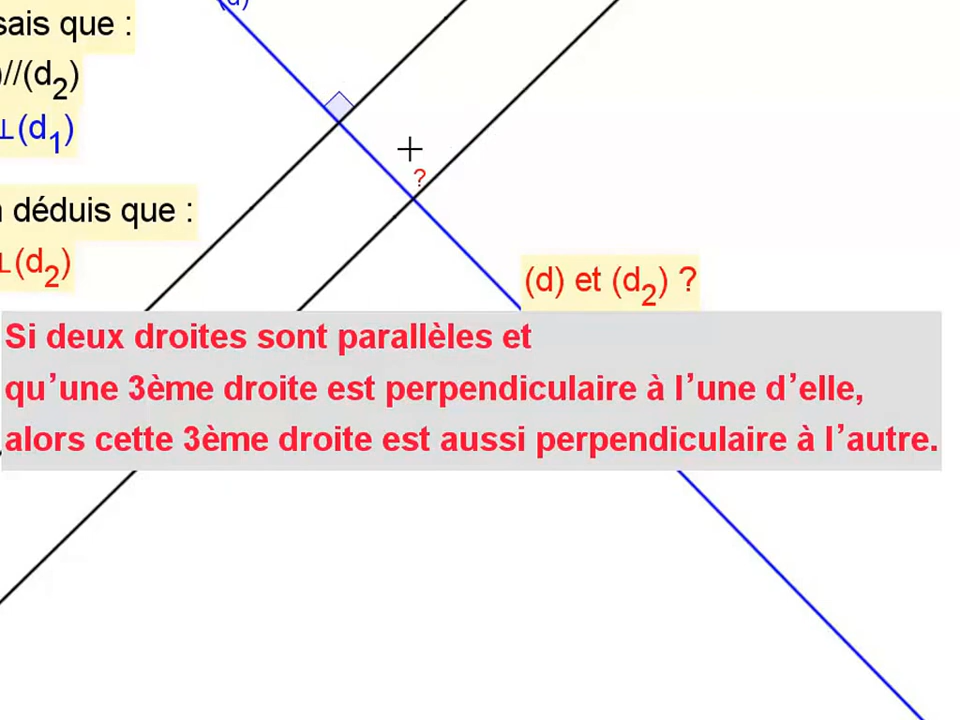 (d)
sais que :
)//(d2)
⊥(d1)
?
déduis que :
⊥(d2)
(d) et (d2) ?
Si deux droites sont parallèles et
qu’une 3ème droite est perpendiculaire à l’une d’elle,
alors cette 3ème droite est aussi perpendiculaire à l’autre.